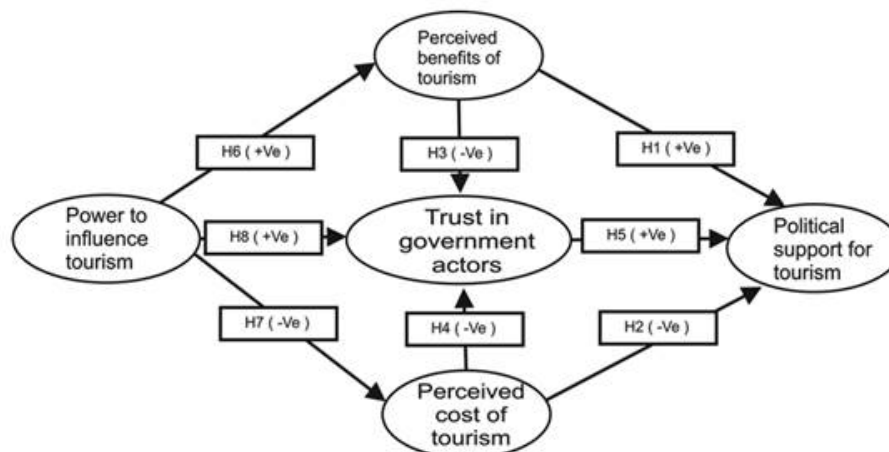 Perceived
benefits of
tourism
H6 ( +Ve )
H3 (-Ve )
H1 (+Ve )
Power to
influence
tourism
H8 (+Ve )
Trust in
government
actors
H5 (+Ve )
Political
support for
tourism
H7 ( -Ve )
H4 (-Ve )
H2 (-Ve )
Perceived
cost of
tourism